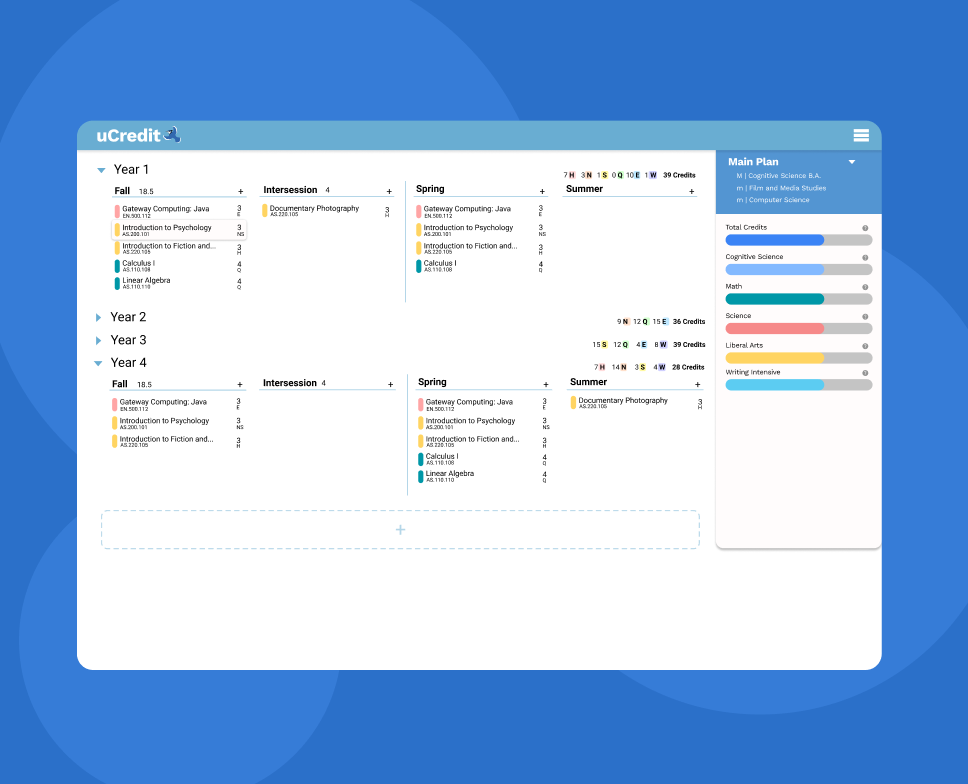 uCredit
Year 1
7 H 3 N 1 S 0 Q 10 E 1 W 39 Credits
Fall 18.5 +
Gateway Computing: Java 3
EN.500.112 E
Introduction to Psychology 3
AS.200.101 NS
Introduction to Fiction and... 3
AS.220.105 H
Calculus I 4
AS.110.108 Q
Linear Algebra 4
AS.110.110 Q
Intersession 4 +
Documentary Photography 3
AS.220.105 H
Spring +
Gateway Computing: Java 3
EN.500.112 E
Introduction to Psychology 3
AS.200.101 NS
Introduction to Fiction and... 3
AS.220.105 H
Calculus I 4
AS.110.108 Q
Summer +
Year 2
9 N 12 Q 15 E 36 Credits
Year 3
15 S 12 Q 4 E 8 W 39 Credits
Year 4
7 H 14 N 3 S 4 W 28 Credits
Fall 18.5 +
Gateway Computing: Java 3
EN.500.112 E
Introduction to Psychology 3
AS.200.101 NS
Introduction to Fiction and... 3
AS.220.105 H
Intersession 4 +
Spring +
Gateway Computing: Java 3
EN.500.112 E
Introduction to Psychology 3
AS.200.101 NS
Introduction to Fiction and... 3
AS.220.105 H
Calculus I 4
AS.110.108 Q
Linear Algebra 4
AS.110.110 Q
Summer +
Documentary Photography 3
AS.220.105 H
+
Main Plan
M | Cognitive Science B.A.
m | Film and Media Studies
m | Computer Science
Total Credits ?
Cognitive Science ?
Math ?
Science ?
Liberal Arts ?
Writing Intensive ?